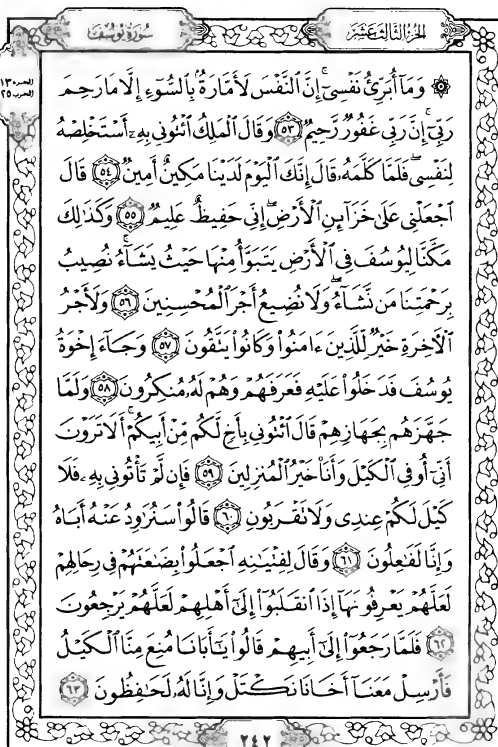 الجزء الثالث عشر
سورة يوسف
الجزء ١٣
الحزب ٢٥
۞ وَمَآ أُبَرِّئُ نَفْسِىٓ ۚ إِنَّ ٱلنَّفْسَ لَأَمَّارَةٌۢ بِٱلسُّوٓءِ إِلَّا مَا رَحِمَ
رَبِّىٓ ۚ إِنَّ رَبِّى غَفُورٌ رَّحِيمٌ ۝٥٣ وَقَالَ ٱلْمَلِكُ ٱئْتُونِى بِهِۦٓ أَسْتَخْلِصْهُ
لِنَفْسِى ۖ فَلَمَّا كَلَّمَهُۥ قَالَ إِنَّكَ ٱلْيَوْمَ لَدَيْنَا مَكِينٌ أَمِينٌ ۝٥٤ قَالَ
ٱجْعَلْنِى عَلَىٰ خَزَآئِنِ ٱلْأَرْضِ ۖ إِنِّى حَفِيظٌ عَلِيمٌ ۝٥٥ وَكَذَٰلِكَ
مَكَّنَّا لِيُوسُفَ فِى ٱلْأَرْضِ يَتَبَوَّأُ مِنْهَا حَيْثُ يَشَآءُ ۚ نُصِيبُ
بِرَحْمَتِنَا مَن نَّشَآءُ ۖ وَلَا نُضِيعُ أَجْرَ ٱلْمُحْسِنِينَ ۝٥٦ وَلَأَجْرُ
ٱلْأَخِرَةِ خَيْرٌ لِّلَّذِينَ ءَامَنُوا۟ وَكَانُوا۟ يَتَّقُونَ ۝٥٧ وَجَآءَ إِخْوَةُ
يُوسُفَ فَدَخَلُوا۟ عَلَيْهِ فَعَرَفَهُمْ وَهُمْ لَهُۥ مُنكِرُونَ ۝٥٨ وَلَمَّا
جَهَّزَهُم بِجَهَازِهِمْ قَالَ ٱئْتُونِى بِأَخٍ لَّكُم مِّنْ أَبِيكُمْ ۚ أَلَا تَرَوْنَ
أَنِّىٓ أُوفِى ٱلْكَيْلَ وَأَنَا۠ خَيْرُ ٱلْمُنزِلِينَ ۝٥٩ فَإِن لَّمْ تَأْتُونِى بِهِۦ فَلَا
كَيْلَ لَكُمْ عِندِى وَلَا تَقْرَبُونِ ۝٦٠ قَالُوا۟ سَنُرَٰوِدُ عَنْهُ أَبَاهُ
وَإِنَّا لَفَٰعِلُونَ ۝٦١ وَقَالَ لِفِتْيَٰنِهِ ٱجْعَلُوا۟ بِضَٰعَتَهُمْ فِى رِحَالِهِمْ
لَعَلَّهُمْ يَعْرِفُونَهَآ إِذَا ٱنقَلَبُوٓا۟ إِلَىٰٓ أَهْلِهِمْ لَعَلَّهُمْ يَرْجِعُونَ
۝٦٢ فَلَمَّا رَجَعُوٓا۟ إِلَىٰٓ أَبِيهِمْ قَالُوا۟ يَٰٓأَبَانَا مُنِعَ مِنَّا ٱلْكَيْلُ
فَأَرْسِلْ مَعَنَآ أَخَانَا نَكْتَلْ وَإِنَّا لَهُۥ لَحَٰفِظُونَ ۝٦٣
٢٤٢